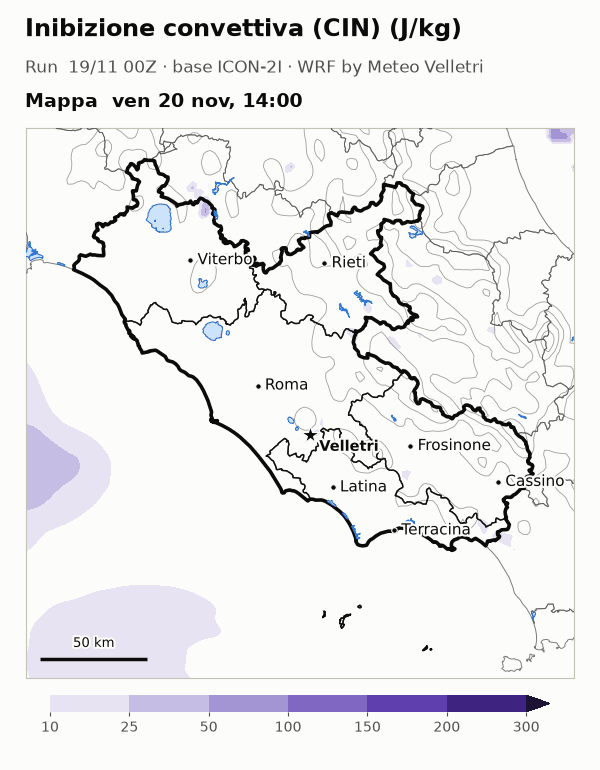 Inibizione convettiva (CIN) (J/kg)
Run  19/11 00Z · base ICON-2I · WRF by Meteo Velletri
Mappa  ven 20 nov, 14:00
Viterbo
Rieti
Roma
Velletri
Frosinone
Latina
Cassino
Terracina
50 km
10 25 50 100 150 200 300